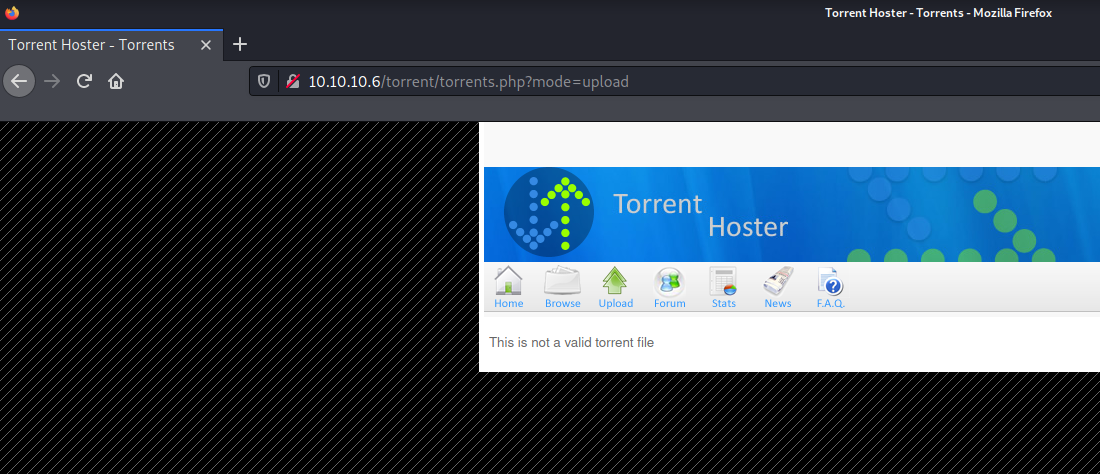 Torrent Hoster - Torrents - Mozilla Firefox
Torrent Hoster - Torrents
10.10.10.6/torrent/torrents.php?mode=upload
Torrent
Hoster
Home Browse Upload Forum Stats News F.A.Q.
This is not a valid torrent file